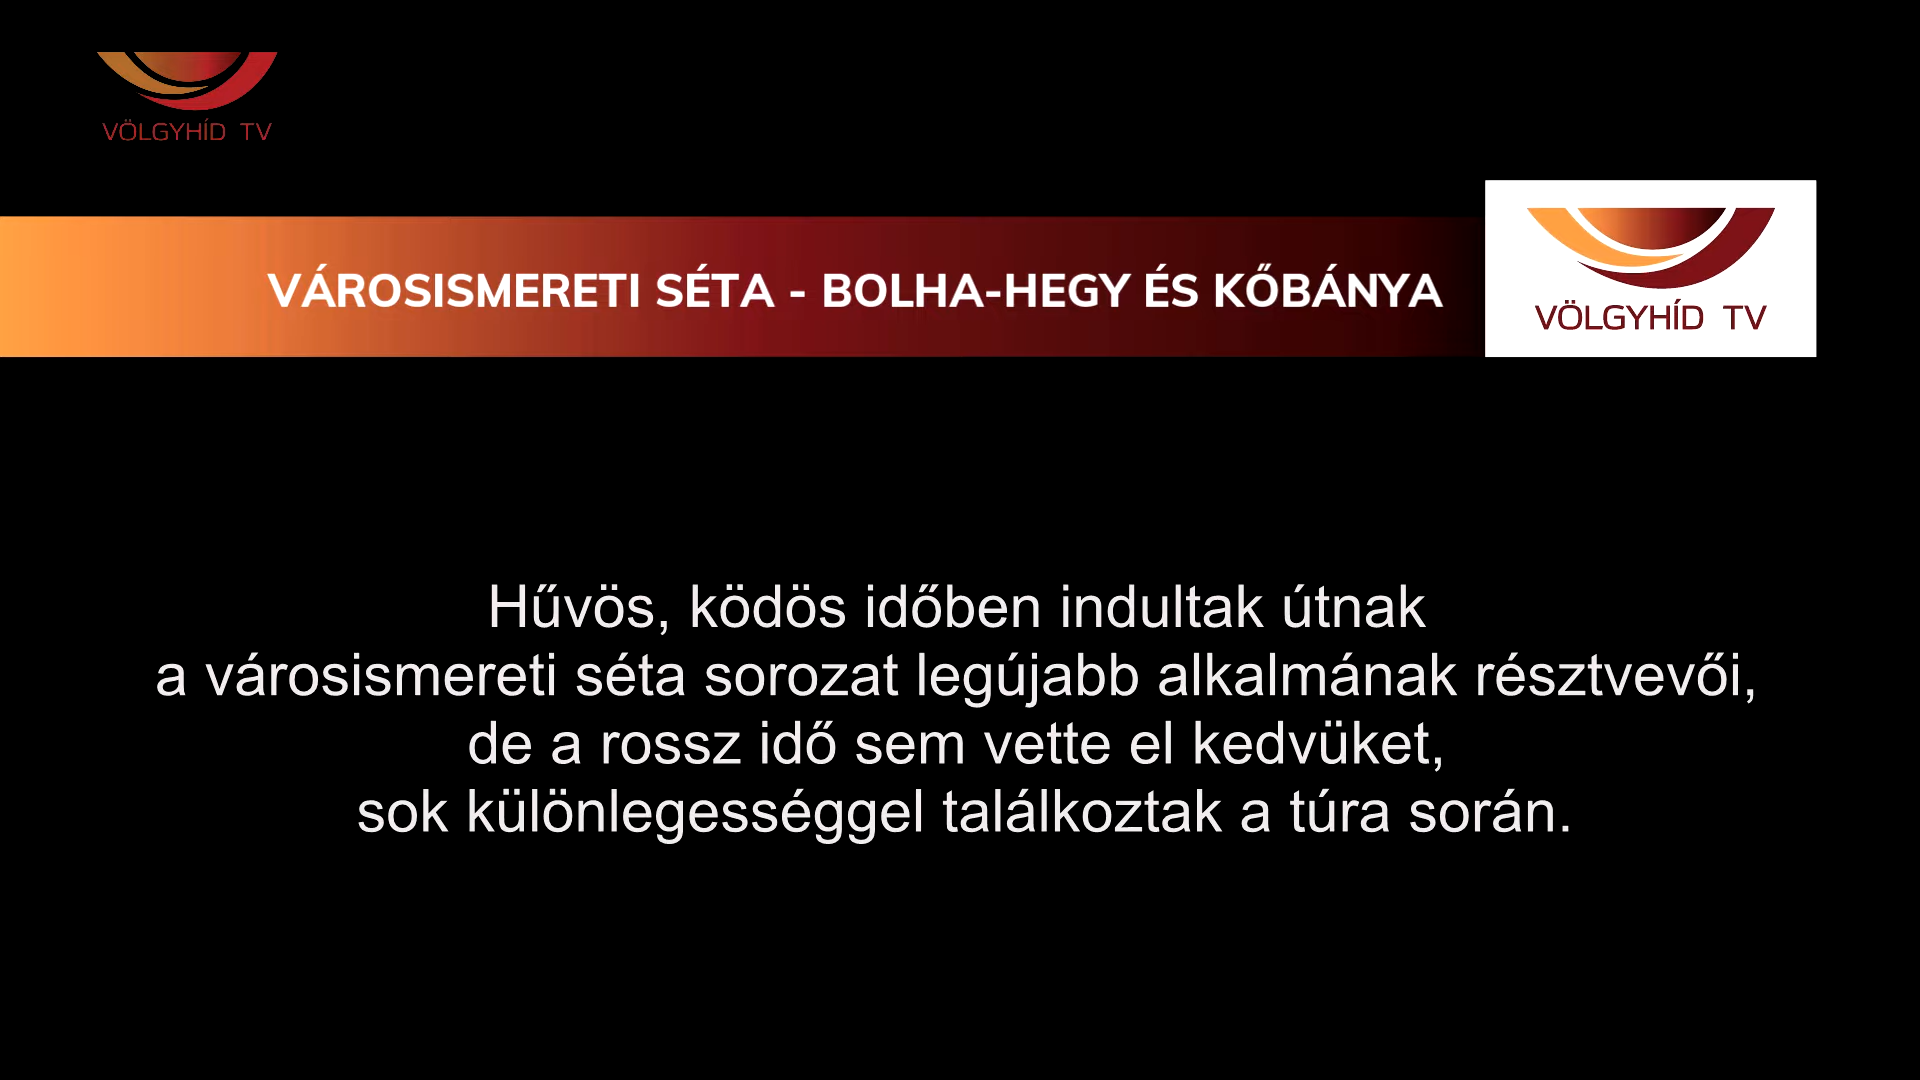 VÖLGYHÍD TV
VÁROSISMERETI SÉTA - BOLHA-HEGY ÉS KŐBÁNYA
VÖLGYHÍD TV
Hűvös, ködös időben indultak útnak
a városismereti séta sorozat legújabb alkalmának résztvevői,
de a rossz idő sem vette el kedvüket,
sok különlegességgel találkoztak a túra során.